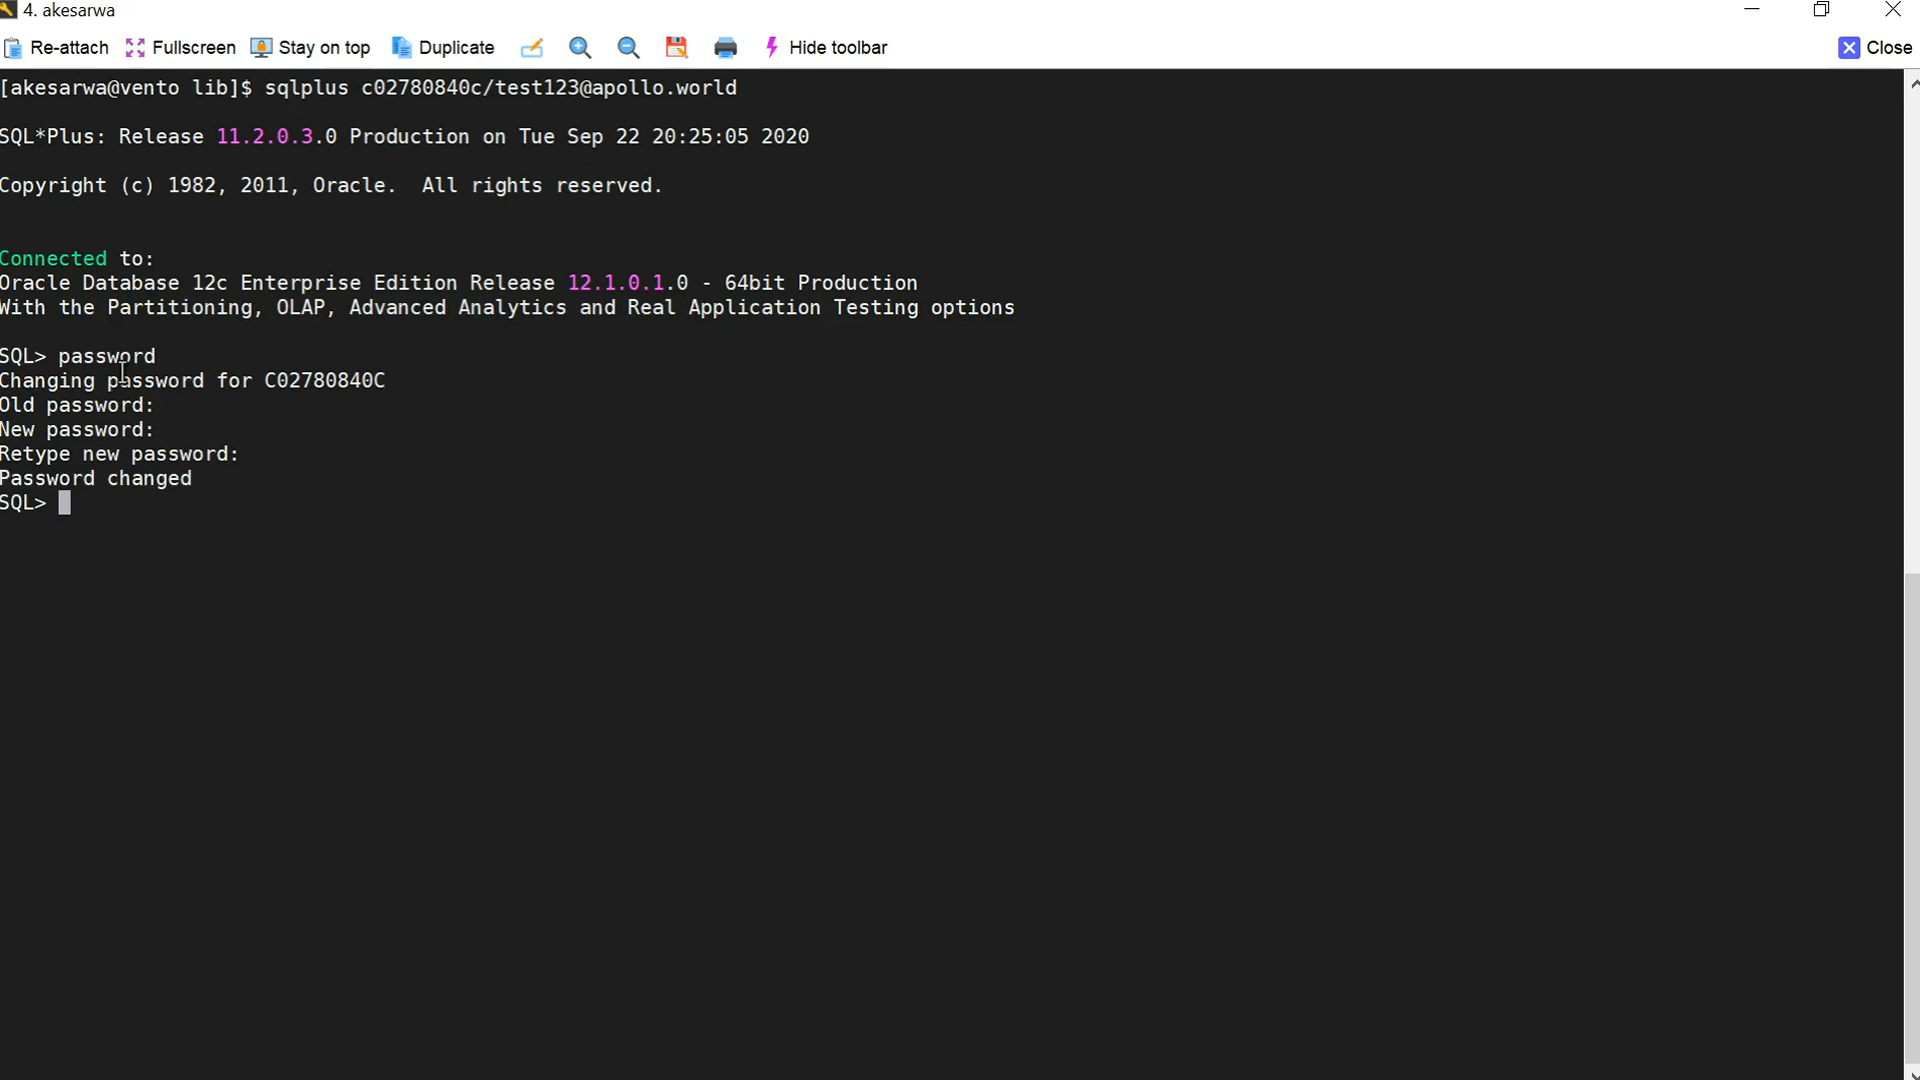 4. akesarwa
Re-attach Fullscreen Stay on top Duplicate Hide toolbar Close
[akesarwa@vento lib]$ sqlplus c02780840c/test123@apollo.world
SQL*Plus: Release 11.2.0.3.0 Production on Tue Sep 22 20:25:05 2020
Copyright (c) 1982, 2011, Oracle.  All rights reserved.
Connected to:
Oracle Database 12c Enterprise Edition Release 12.1.0.1.0 - 64bit Production
With the Partitioning, OLAP, Advanced Analytics and Real Application Testing options
SQL> password
Changing password for C02780840C
Old password:
New password:
Retype new password:
Password changed
SQL>